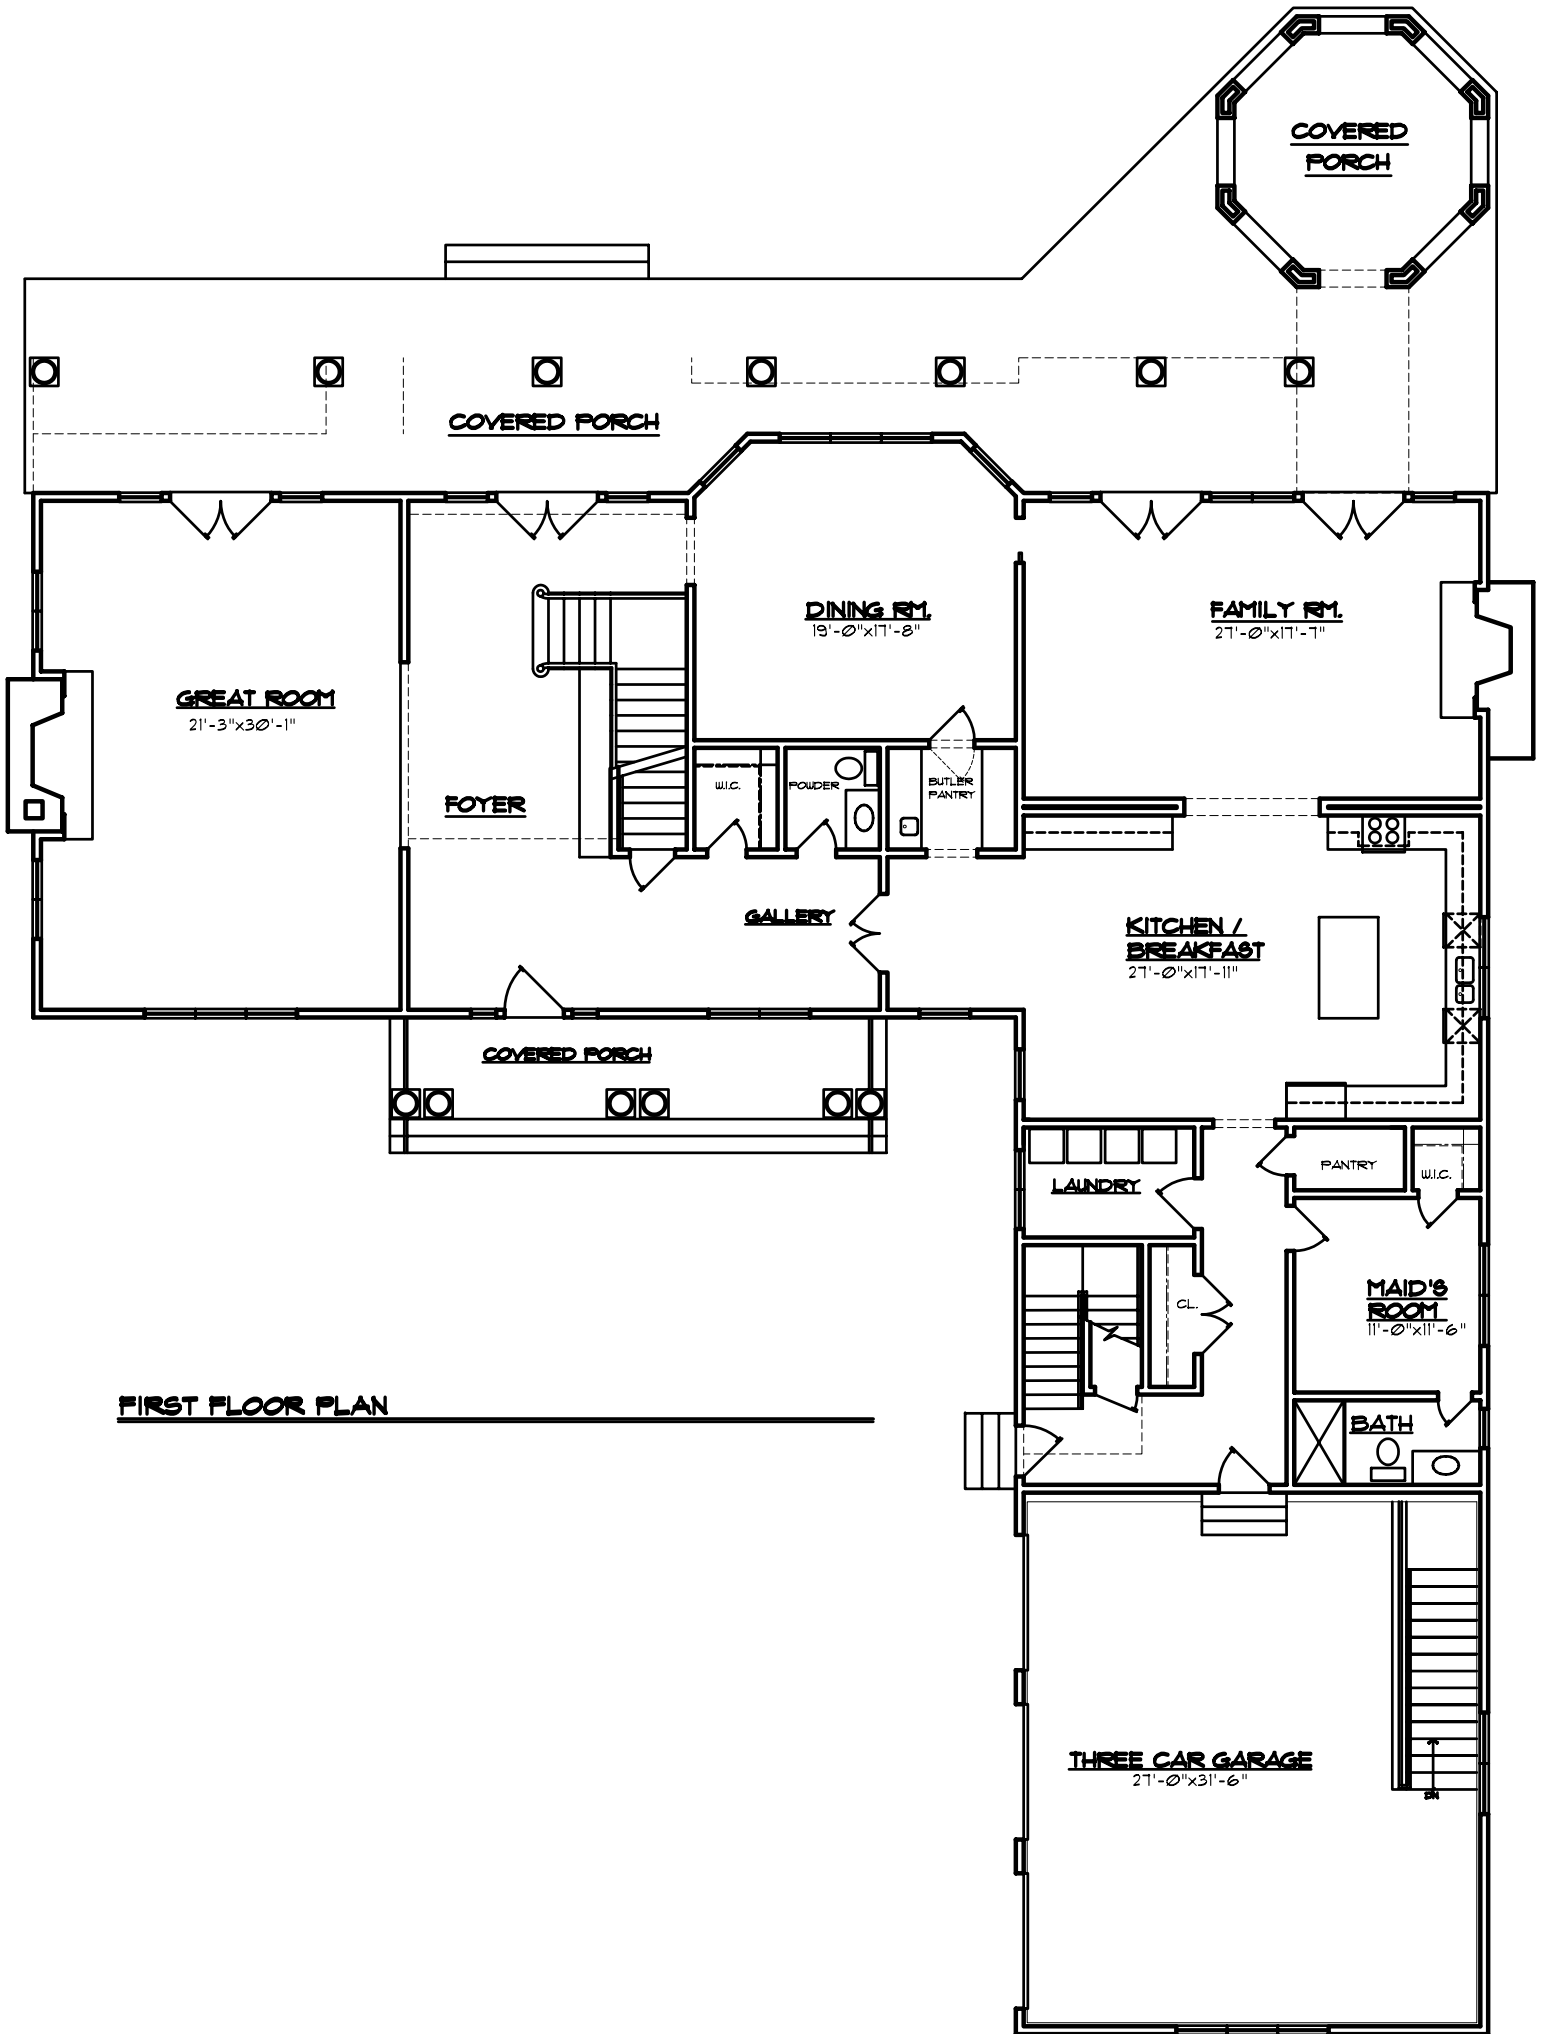 COVERED
PORCH
COVERED PORCH
DINING RM.
19'-0"x17'-8"
FAMILY RM.
27'-0"x17'-7"
GREAT ROOM
21'-3"x30'-1"
FOYER
W.I.C.
POWDER
BUTLER
PANTRY
GALLERY
KITCHEN /
BREAKFAST
27'-0"x17'-11"
COVERED PORCH
PANTRY
W.I.C.
LAUNDRY
MAID'S
ROOM
11'-0"x11'-6"
CL.
FIRST FLOOR PLAN
BATH
THREE CAR GARAGE
27'-0"x31'-6"
DN